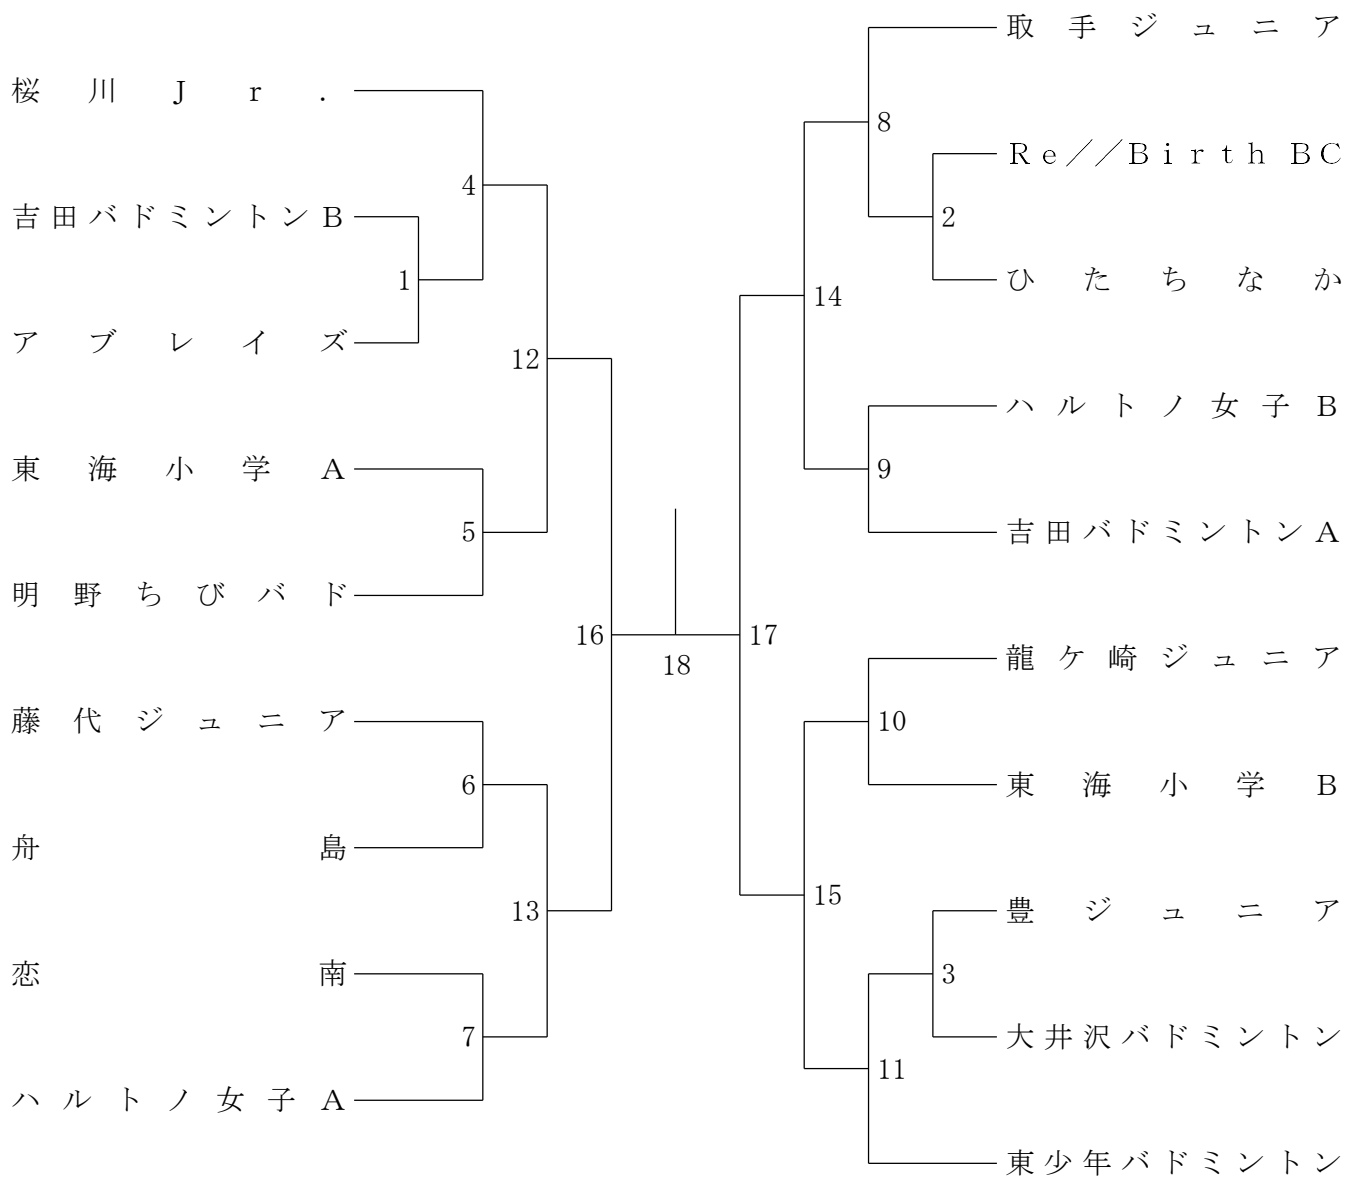 桜川Jr.
4
吉田バドミントンB
1
アブレイズ
12
東海小学A
5
明野ちびバド
16
藤代ジュニア
6
舟島
13
恋南
7
ハルトノ女子A
18
取手ジュニア
8
Re//Birth BC
2
ひたちなか
14
ハルトノ女子B
9
吉田バドミントンA
17
龍ケ崎ジュニア
10
東海小学B
15
豊ジュニア
3
大井沢バドミントン
11
東少年バドミントン